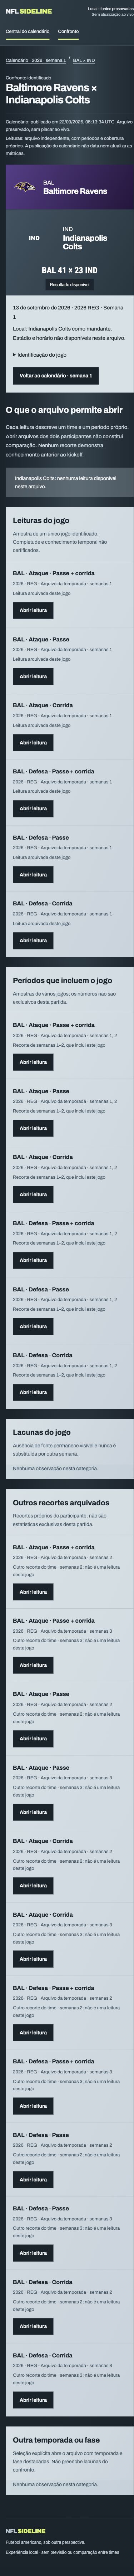 NFL SIDELINE
Local · fontes preservadas
Sem atualização ao vivo
Central do calendário
Confronto
Calendário · 2026 · semana 1 / BAL × IND
Confronto identificado
Baltimore Ravens ×
Indianapolis Colts
Calendário: publicado em 22/09/2026, 05:13:34 UTC. Arquivo
preservado, sem placar ao vivo.
Leituras: arquivo independente, com períodos e cobertura
próprios. A publicação do calendário não data nem atualiza as
métricas.
BAL
Baltimore Ravens
IND
IND
Indianapolis
Colts
BAL 41 × 23 IND
Resultado disponível
13 de setembro de 2026 · 2026 REG · Semana
1
Local: Indianapolis Colts como mandante.
Estádio e horário não disponíveis neste arquivo.
▶ Identificação do jogo
Voltar ao calendário · semana 1
O que o arquivo permite abrir
Cada leitura descreve um time e um período próprio.
Abrir arquivos dos dois participantes não constitui
comparação. Nenhum recorte demonstra
conhecimento anterior ao kickoff.
Indianapolis Colts: nenhuma leitura disponível
neste arquivo.
Leituras do jogo
Amostra de um único jogo identificado.
Completude e conhecimento temporal não
certificados.
BAL · Ataque · Passe + corrida
2026 · REG · Arquivo da temporada · semanas 1
Leitura arquivada deste jogo
Abrir leitura
BAL · Ataque · Passe
2026 · REG · Arquivo da temporada · semanas 1
Leitura arquivada deste jogo
Abrir leitura
BAL · Ataque · Corrida
2026 · REG · Arquivo da temporada · semanas 1
Leitura arquivada deste jogo
Abrir leitura
BAL · Defesa · Passe + corrida
2026 · REG · Arquivo da temporada · semanas 1
Leitura arquivada deste jogo
Abrir leitura
BAL · Defesa · Passe
2026 · REG · Arquivo da temporada · semanas 1
Leitura arquivada deste jogo
Abrir leitura
BAL · Defesa · Corrida
2026 · REG · Arquivo da temporada · semanas 1
Leitura arquivada deste jogo
Abrir leitura
Períodos que incluem o jogo
Amostras de vários jogos; os números não são
exclusivos desta partida.
BAL · Ataque · Passe + corrida
2026 · REG · Arquivo da temporada · semanas 1, 2
Recorte de semanas 1–2, que inclui este jogo
Abrir leitura
BAL · Ataque · Passe
2026 · REG · Arquivo da temporada · semanas 1, 2
Recorte de semanas 1–2, que inclui este jogo
Abrir leitura
BAL · Ataque · Corrida
2026 · REG · Arquivo da temporada · semanas 1, 2
Recorte de semanas 1–2, que inclui este jogo
Abrir leitura
BAL · Defesa · Passe + corrida
2026 · REG · Arquivo da temporada · semanas 1, 2
Recorte de semanas 1–2, que inclui este jogo
Abrir leitura
BAL · Defesa · Passe
2026 · REG · Arquivo da temporada · semanas 1, 2
Recorte de semanas 1–2, que inclui este jogo
Abrir leitura
BAL · Defesa · Corrida
2026 · REG · Arquivo da temporada · semanas 1, 2
Recorte de semanas 1–2, que inclui este jogo
Abrir leitura
Lacunas do jogo
Ausência de fonte permanece visível e nunca é
substituída por outra semana.
Nenhuma observação nesta categoria.
Outros recortes arquivados
Recortes próprios do participante; não são
estatísticas exclusivas desta partida.
BAL · Ataque · Passe + corrida
2026 · REG · Arquivo da temporada · semanas 2
Outro recorte do time · semanas 2; não é uma leitura
deste jogo
Abrir leitura
BAL · Ataque · Passe + corrida
2026 · REG · Arquivo da temporada · semanas 3
Outro recorte do time · semanas 3; não é uma leitura
deste jogo
Abrir leitura
BAL · Ataque · Passe
2026 · REG · Arquivo da temporada · semanas 2
Outro recorte do time · semanas 2; não é uma leitura
deste jogo
Abrir leitura
BAL · Ataque · Passe
2026 · REG · Arquivo da temporada · semanas 3
Outro recorte do time · semanas 3; não é uma leitura
deste jogo
Abrir leitura
BAL · Ataque · Corrida
2026 · REG · Arquivo da temporada · semanas 2
Outro recorte do time · semanas 2; não é uma leitura
deste jogo
Abrir leitura
BAL · Ataque · Corrida
2026 · REG · Arquivo da temporada · semanas 3
Outro recorte do time · semanas 3; não é uma leitura
deste jogo
Abrir leitura
BAL · Defesa · Passe + corrida
2026 · REG · Arquivo da temporada · semanas 2
Outro recorte do time · semanas 2; não é uma leitura
deste jogo
Abrir leitura
BAL · Defesa · Passe + corrida
2026 · REG · Arquivo da temporada · semanas 3
Outro recorte do time · semanas 3; não é uma leitura
deste jogo
Abrir leitura
BAL · Defesa · Passe
2026 · REG · Arquivo da temporada · semanas 2
Outro recorte do time · semanas 2; não é uma leitura
deste jogo
Abrir leitura
BAL · Defesa · Passe
2026 · REG · Arquivo da temporada · semanas 3
Outro recorte do time · semanas 3; não é uma leitura
deste jogo
Abrir leitura
BAL · Defesa · Corrida
2026 · REG · Arquivo da temporada · semanas 2
Outro recorte do time · semanas 2; não é uma leitura
deste jogo
Abrir leitura
BAL · Defesa · Corrida
2026 · REG · Arquivo da temporada · semanas 3
Outro recorte do time · semanas 3; não é uma leitura
deste jogo
Abrir leitura
Outra temporada ou fase
Seleção explícita abre o arquivo com temporada e
fase destacadas. Não preenche lacunas do
confronto.
Nenhuma observação nesta categoria.
NFL SIDELINE
Futebol americano, sob outra perspectiva.
Experiência local · sem previsão ou comparação entre times